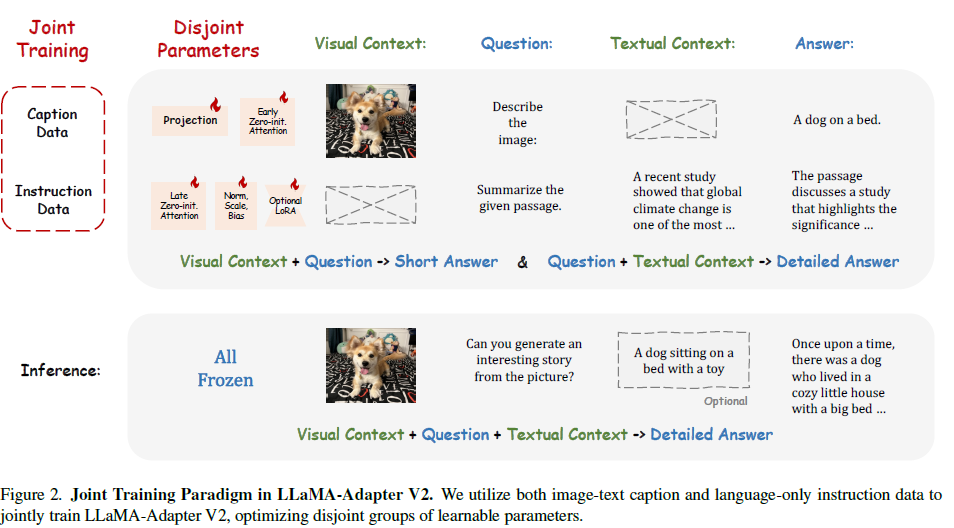 Joint
Training
Disjoint
Parameters
Visual Context:
Question:
Textual Context:
Answer:
Caption
Data
Projection
Early
Zero-init.
Attention
Describe
the
image:
A dog on a bed.
Instruction
Data
Late
Zero-init.
Attention
Norm,
Scale,
Bias
Optional
LoRA
Summarize the
given passage.
A recent study
showed that global
climate change is
one of the most ...
The passage
discusses a study
that highlights the
significance ...
Visual Context + Question -> Short Answer & Question + Textual Context -> Detailed Answer
Inference:
All
Frozen
Can you generate an
interesting story
from the picture?
A dog sitting on a
bed with a toy
Optional
Once upon a time,
there was a dog
who lived in a
cozy little house
with a big bed ...
Visual Context + Question + Textual Context -> Detailed Answer
Figure 2. Joint Training Paradigm in LLaMA-Adapter V2. We utilize both image-text caption and language-only instruction data to
jointly train LLaMA-Adapter V2, optimizing disjoint groups of learnable parameters.